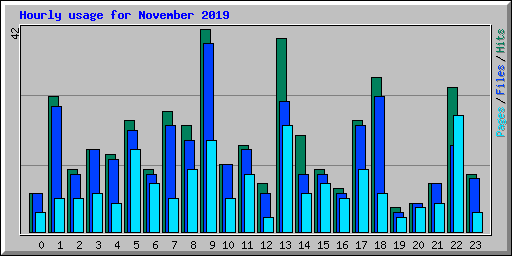 Hourly usage for November 2019
42
Pages/Files/Hits
0 1 2 3 4 5 6 7 8 9 10 11 12 13 14 15 16 17 18 19 20 21 22 23